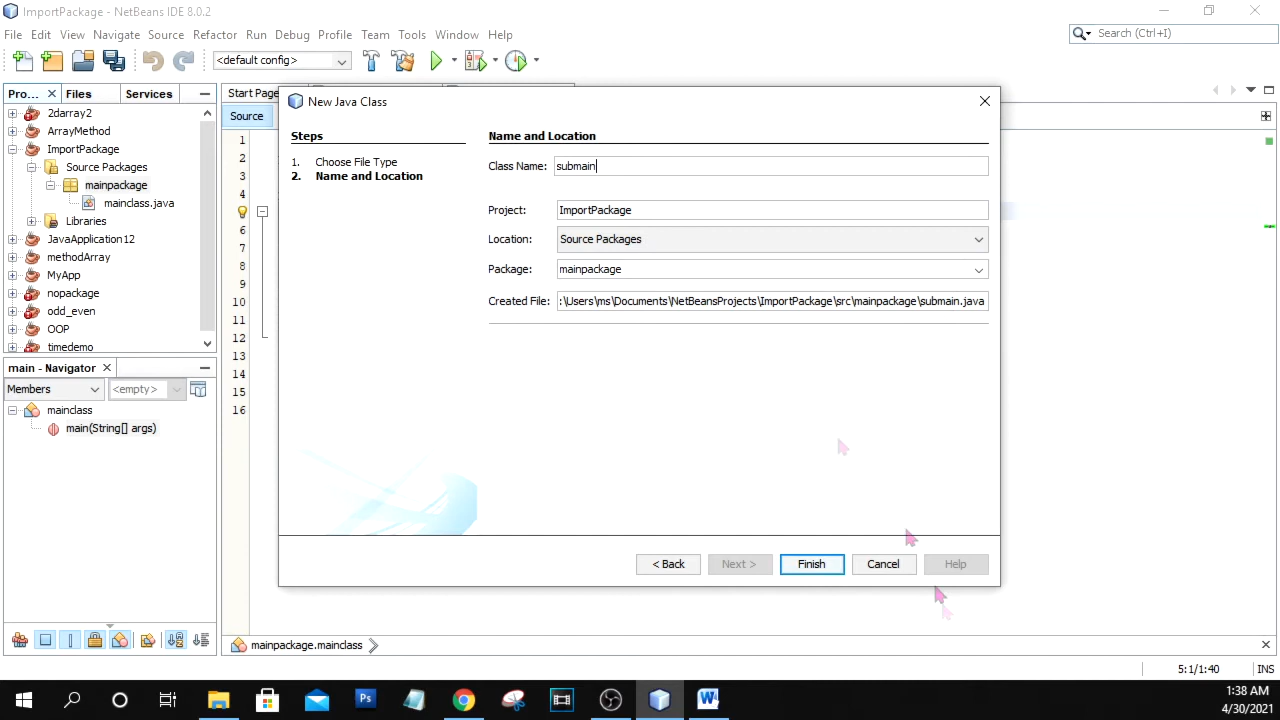 ImportPackage - NetBeans IDE 8.0.2
File Edit View Navigate Source Refactor Run Debug Profile Team Tools Window Help
Search (Ctrl+I)
<default config>
Pro... Files Services
Start Page
Source
2darray2
ArrayMethod
ImportPackage
Source Packages
mainpackage
mainclass.java
Libraries
JavaApplication12
methodArray
MyApp
nopackage
odd_even
OOP
timedemo
main - Navigator
Members <empty>
mainclass
main(String[] args)
1
2
3
4
6
7
8
9
10
11
12
13
14
15
16
New Java Class
Steps
1. Choose File Type
2. Name and Location
Name and Location
Class Name: submain
Project: ImportPackage
Location: Source Packages
Package: mainpackage
Created File: :\Users\ms\Documents\NetBeansProjects\ImportPackage\src\mainpackage\submain.java
< Back Next > Finish Cancel Help
mainpackage.mainclass
5:1/1:40 INS
Ps
1:38 AM
4/30/2021